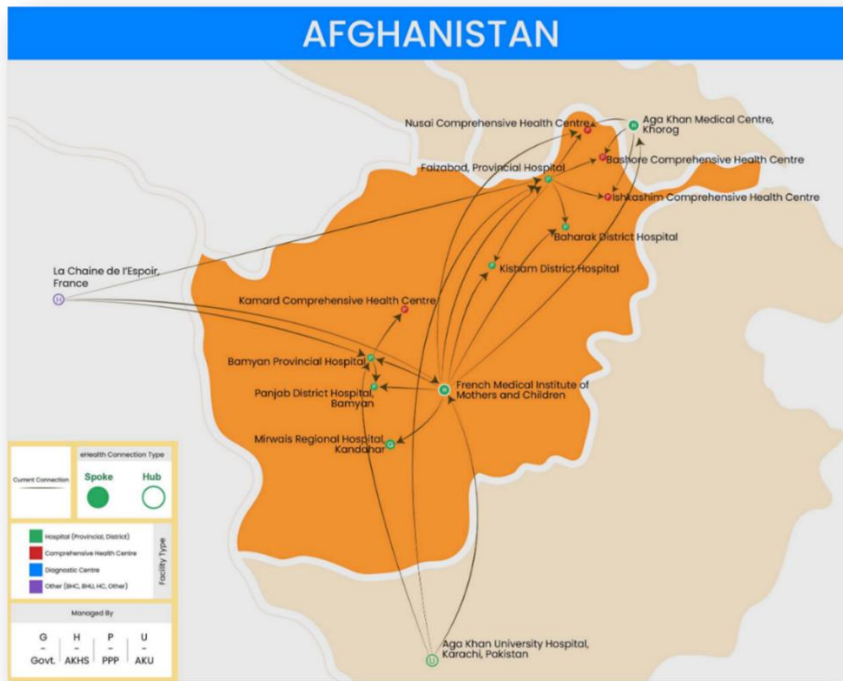 AFGHANISTAN
Nusai Comprehensive Health Centre
Aga Khan Medical Centre,
Khorog
Bashore Comprehensive Health Centre
Faizabad, Provincial Hospital
Ishkashim Comprehensive Health Centre
Baharak District Hospital
Kisham District Hospital
La Chaine de l'Espoir,
France
H
Kamard Comprehensive Health Centre
Bamyan Provincial Hospital
Panjab District Hospital,
Bamyan
French Medical Institute of
Mothers and Children
Mirwais Regional Hospital,
Kandahar
G
Aga Khan University Hospital,
Karachi, Pakistan
U
eHealth Connection Type
Current Connection
Spoke
Hub
Hospital (Provincial, District)
Comprehensive Health Centre
Diagnostic Centre
Other (BHC, BHU, HC, Other)
Facility Type
Managed By
G H P U
- - - -
Govt. AKHS PPP AKU